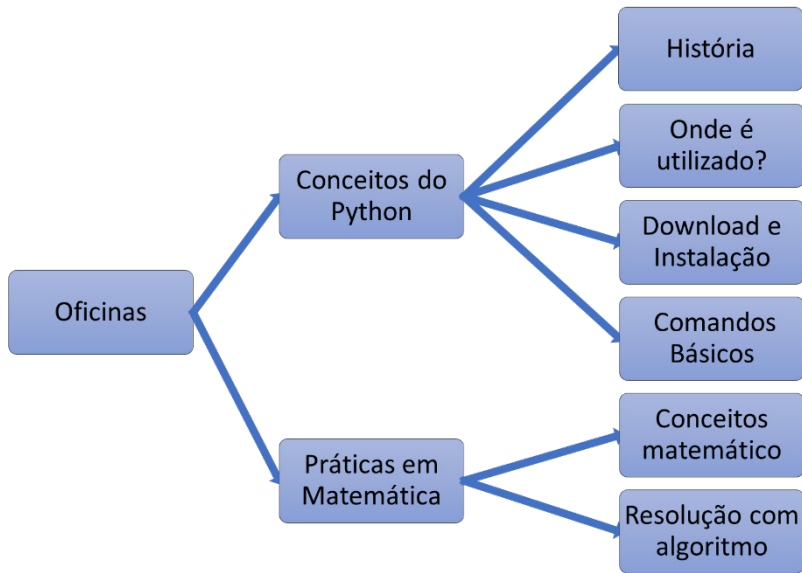 Oficinas
Conceitos do
Python
História
Onde é
utilizado?
Download e
Instalação
Comandos
Básicos
Práticas em
Matemática
Conceitos
matemático
Resolução com
algoritmo